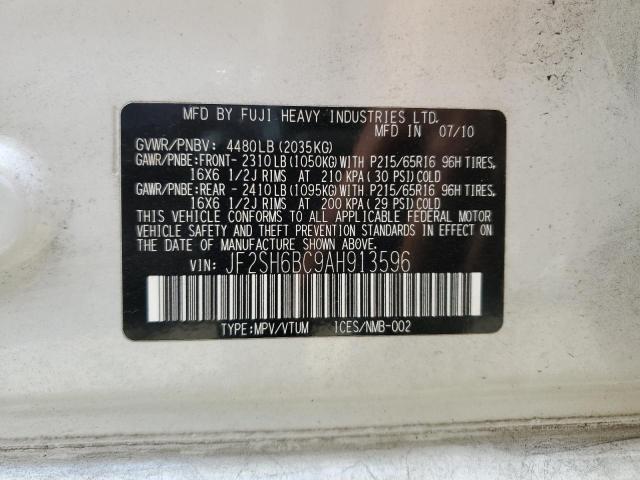 MFD BY FUJI HEAVY INDUSTRIES LTD.
MFD IN 07/10
GVWR/PNBV: 4480LB (2035KG)
GAWR/PNBE:FRONT- 2310LB(1050KG)WITH P215/65R16 96H TIRES,
16X6 1/2J RIMS AT 210 KPA ( 30 PSI)COLD
GAWR/PNBE:REAR - 2410LB(1095KG)WITH P215/65R16 96H TIRES,
16X6 1/2J RIMS AT 200 KPA ( 29 PSI)COLD
THIS VEHICLE CONFORMS TO ALL APPLICABLE FEDERAL MOTOR
VEHICLE SAFETY AND THEFT PREVENTION STANDARDS IN EFFECT
ON THE DATE OF MANUFACTURE SHOWN ABOVE.
VIN: JF2SH6BC9AH913596
TYPE:MPV/VTUM ICES/NMB-002